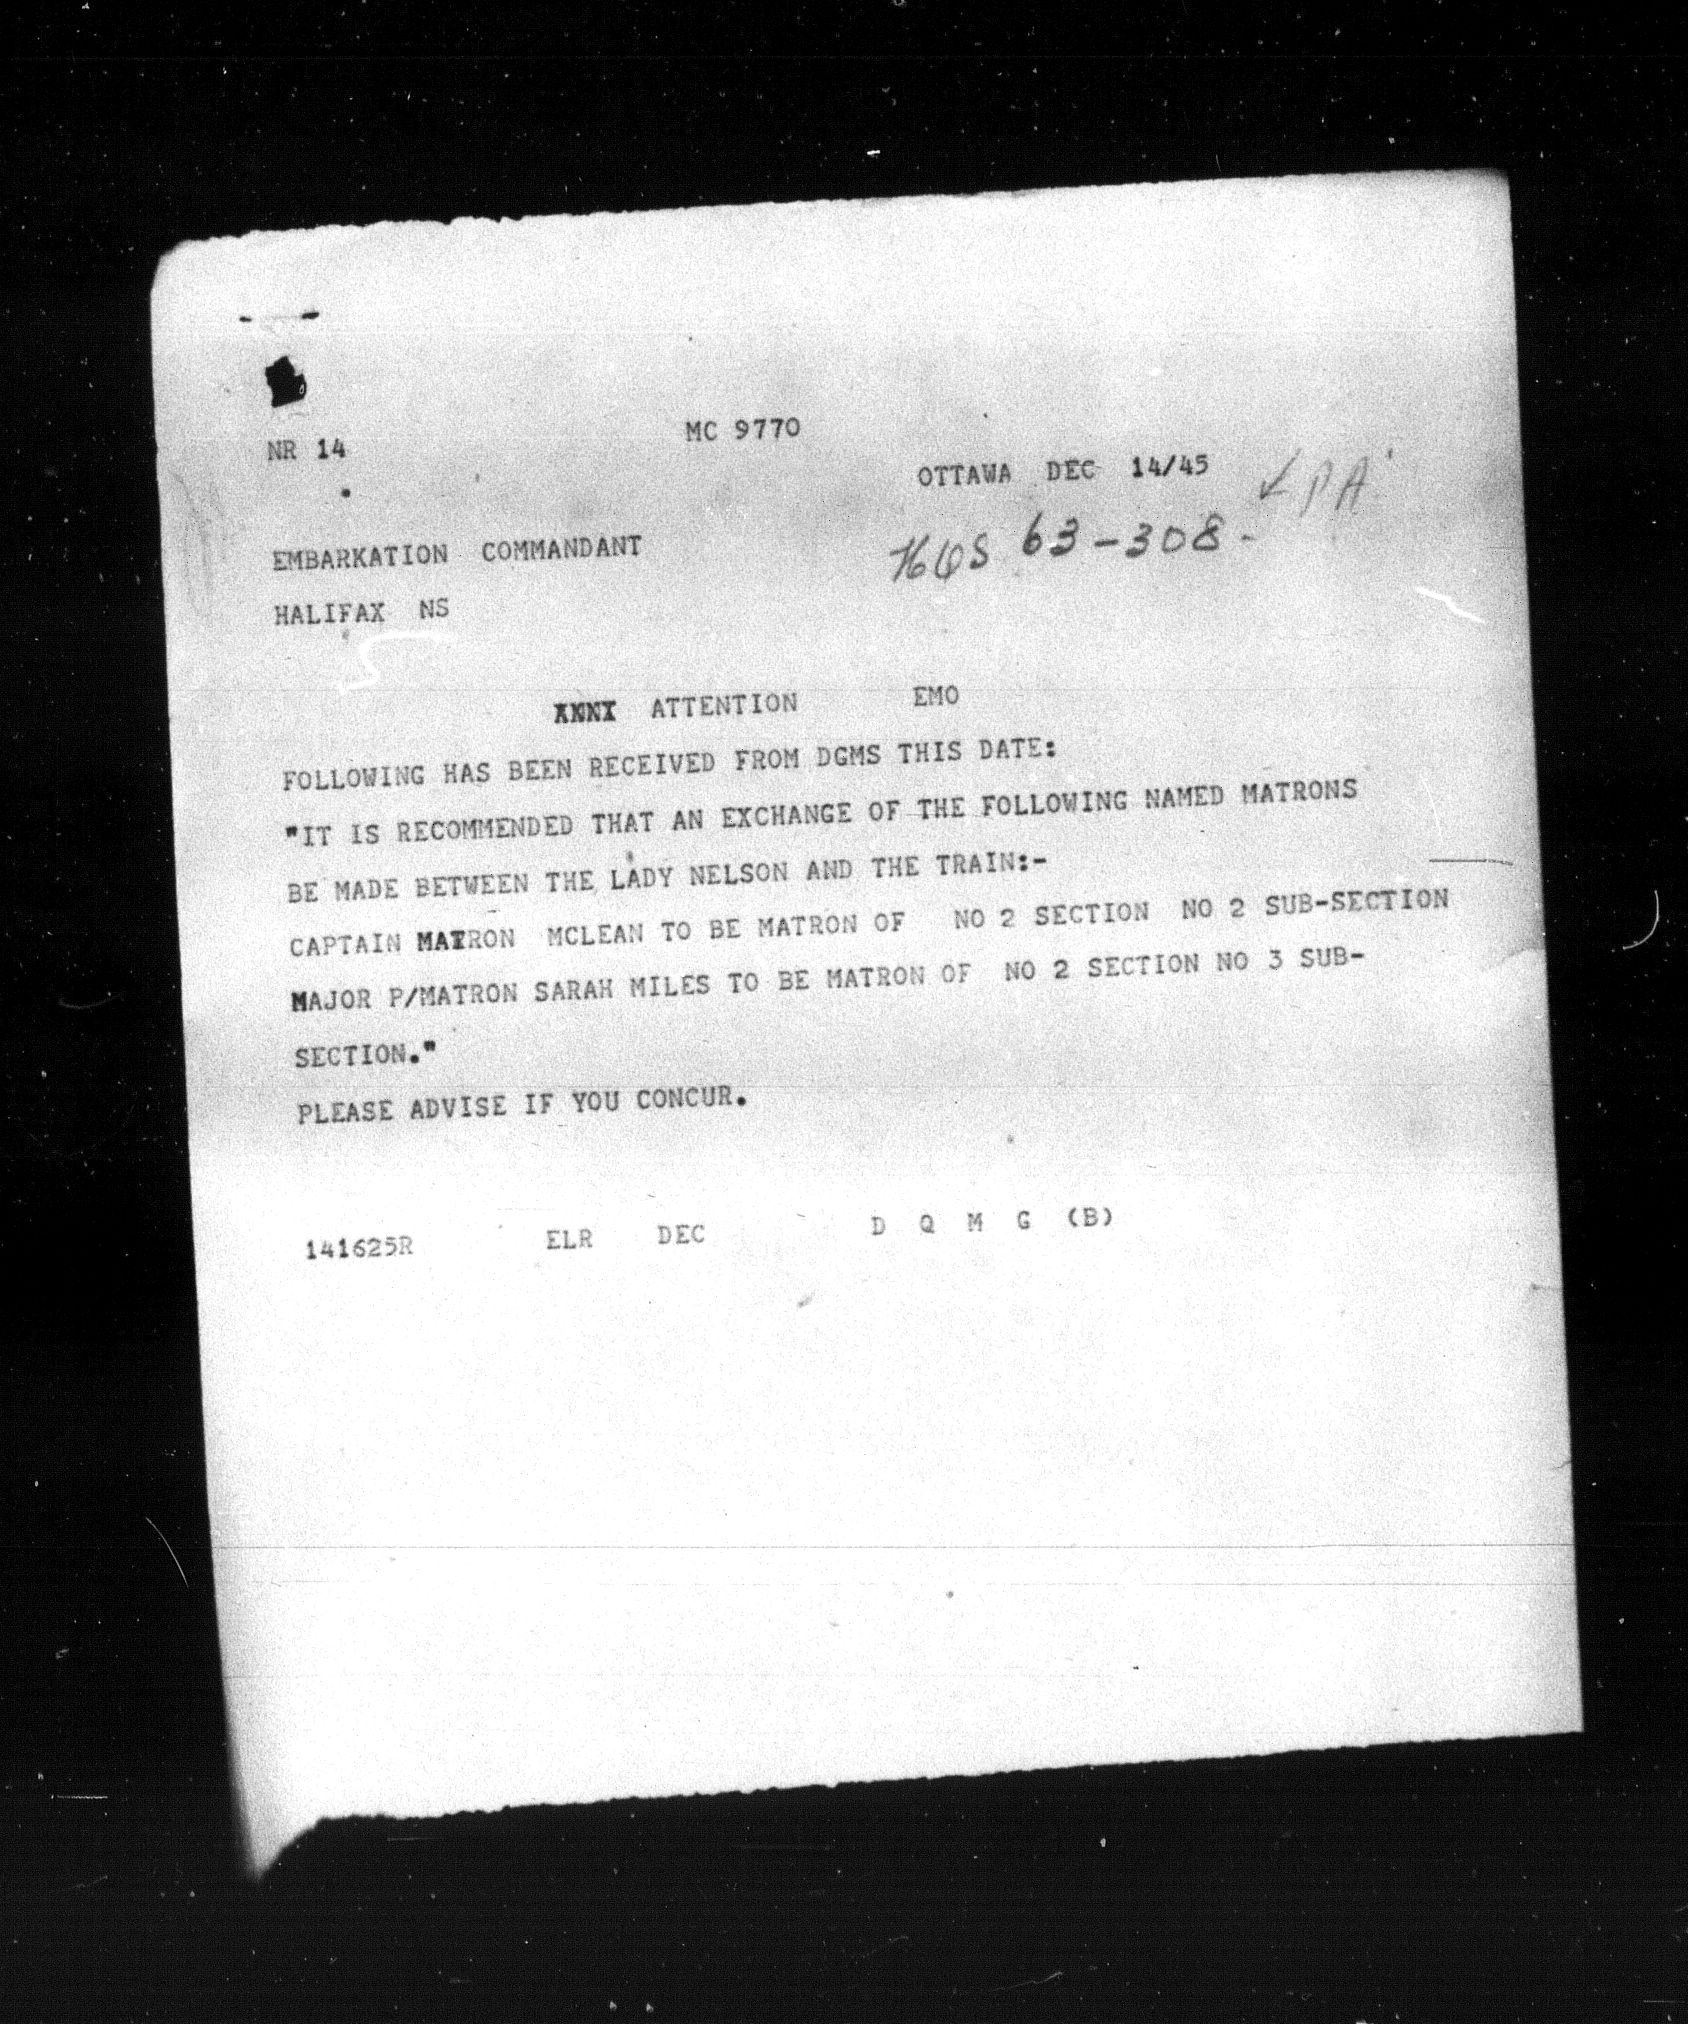 MC 9770
NR 14
OTTAWA DEC 14/45
PA
HQS 63-308-
EMBARKATION COMMANDANT
HALIFAX NS
ATTENTION EMO
FOLLOWING HAS BEEN RECEIVED FROM DGMS THIS DATE:
"IT IS RECOMMENDED THAT AN EXCHANGE OF THE FOLLOWING NAMED MATRONS
BE MADE BETWEEN THE LADY NELSON AND THE TRAIN:-
CAPTAIN MATRON MCLEAN TO BE MATRON OF NO 2 SECTION NO 2 SUB-SECTION
MAJOR P/MATRON SARAH MILES TO BE MATRON OF NO 2 SECTION NO 3 SUB-
SECTION."
PLEASE ADVISE IF YOU CONCUR.
141625R ELR DEC D Q M G (B)